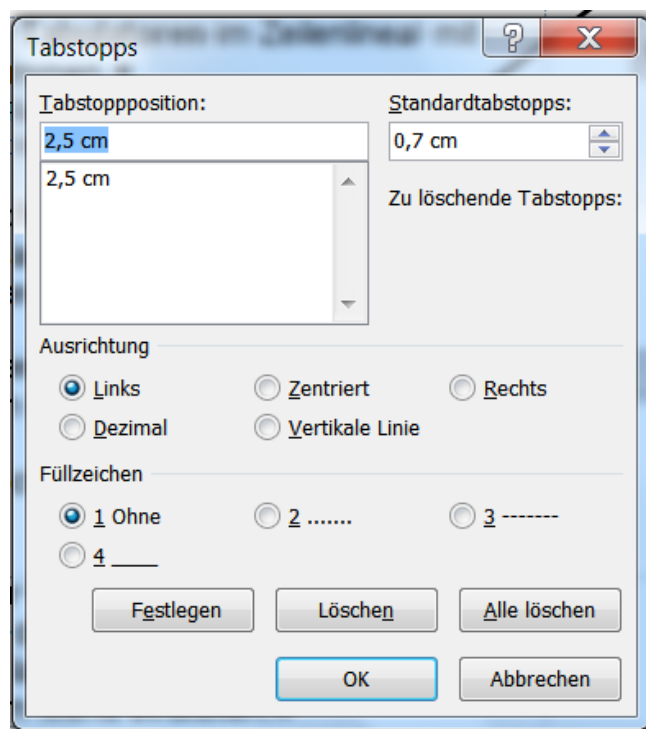 Tabstopps
Tabstoppposition:
Standardtabstopps:
2,5 cm
0,7 cm
2,5 cm
Zu löschende Tabstopps:
Ausrichtung
Links
Zentriert
Rechts
Dezimal
Vertikale Linie
Füllzeichen
1 Ohne
2 .......
3 -------
4 ____
Festlegen
Löschen
Alle löschen
OK
Abbrechen